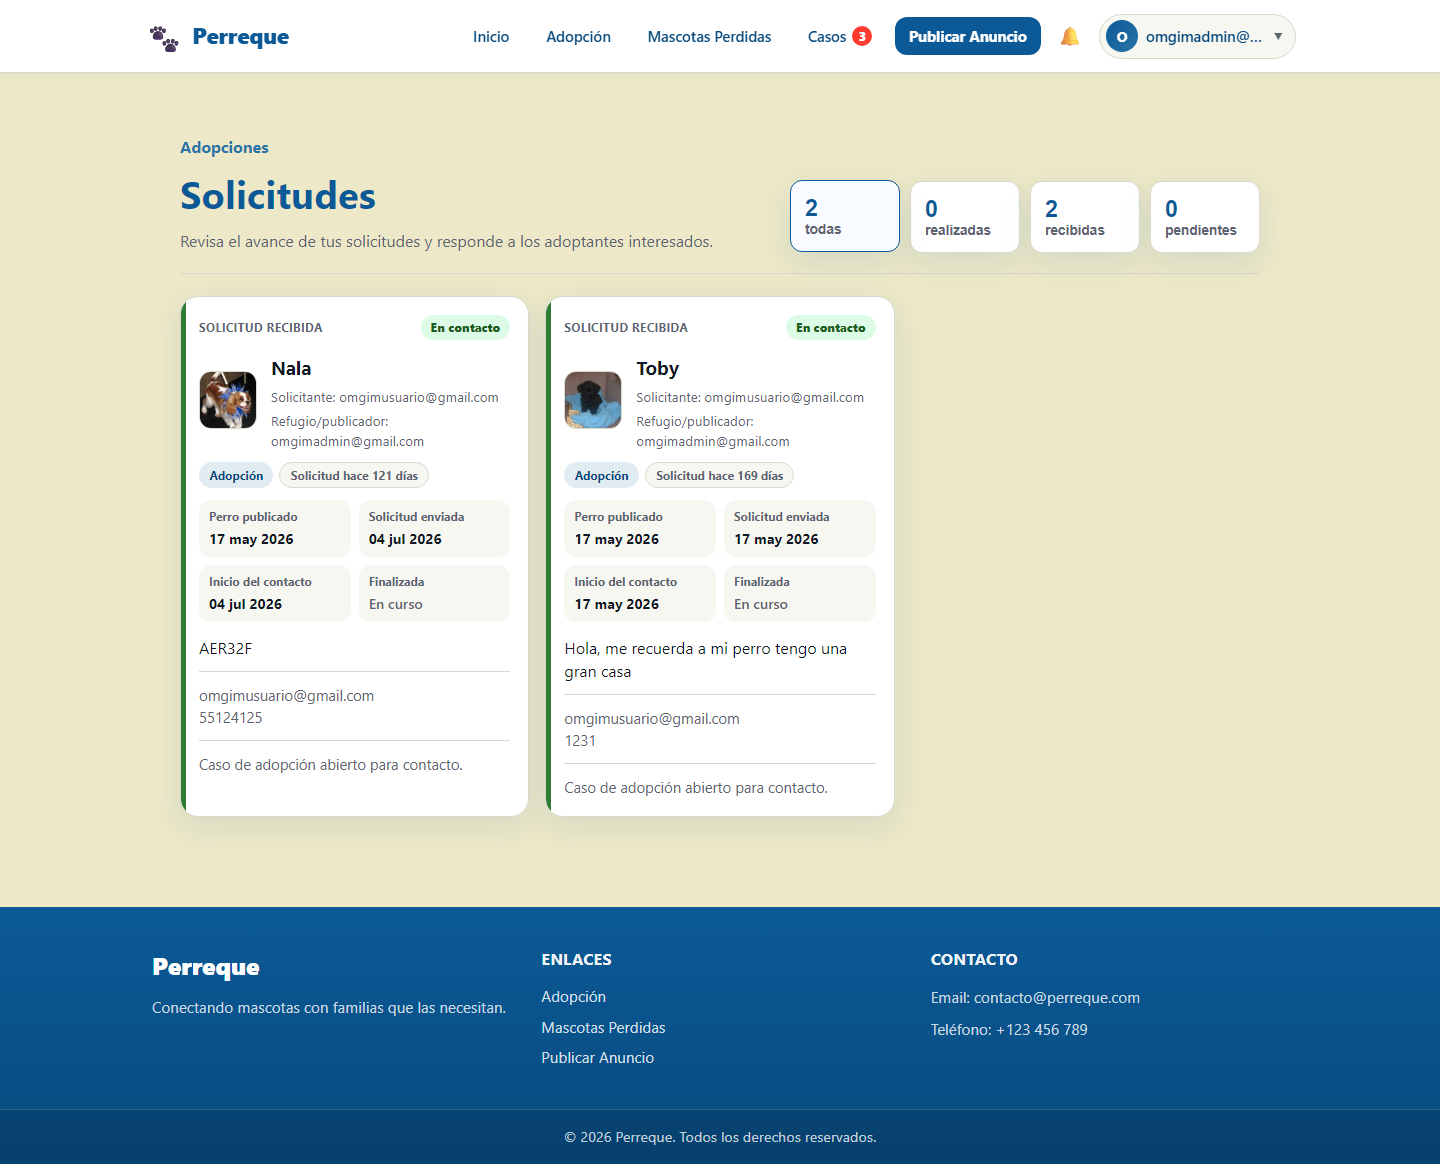 Perreque
Inicio
Adopción
Mascotas Perdidas
Casos 3
Publicar Anuncio
O omgimadmin@... ▼
Adopciones
Solicitudes
Revisa el avance de tus solicitudes y responde a los adoptantes interesados.
2
todas
0
realizadas
2
recibidas
0
pendientes
SOLICITUD RECIBIDA
En contacto
Nala
Solicitante: omgimusuario@gmail.com
Refugio/publicador:
omgimadmin@gmail.com
Adopción
Solicitud hace 121 días
Perro publicado
17 may 2026
Solicitud enviada
04 jul 2026
Inicio del contacto
04 jul 2026
Finalizada
En curso
AER32F
omgimusuario@gmail.com
55124125
Caso de adopción abierto para contacto.
SOLICITUD RECIBIDA
En contacto
Toby
Solicitante: omgimusuario@gmail.com
Refugio/publicador:
omgimadmin@gmail.com
Adopción
Solicitud hace 169 días
Perro publicado
17 may 2026
Solicitud enviada
17 may 2026
Inicio del contacto
17 may 2026
Finalizada
En curso
Hola, me recuerda a mi perro tengo una
gran casa
omgimusuario@gmail.com
1231
Caso de adopción abierto para contacto.
Perreque
Conectando mascotas con familias que las necesitan.
ENLACES
Adopción
Mascotas Perdidas
Publicar Anuncio
CONTACTO
Email: contacto@perreque.com
Teléfono: +123 456 789
© 2026 Perreque. Todos los derechos reservados.